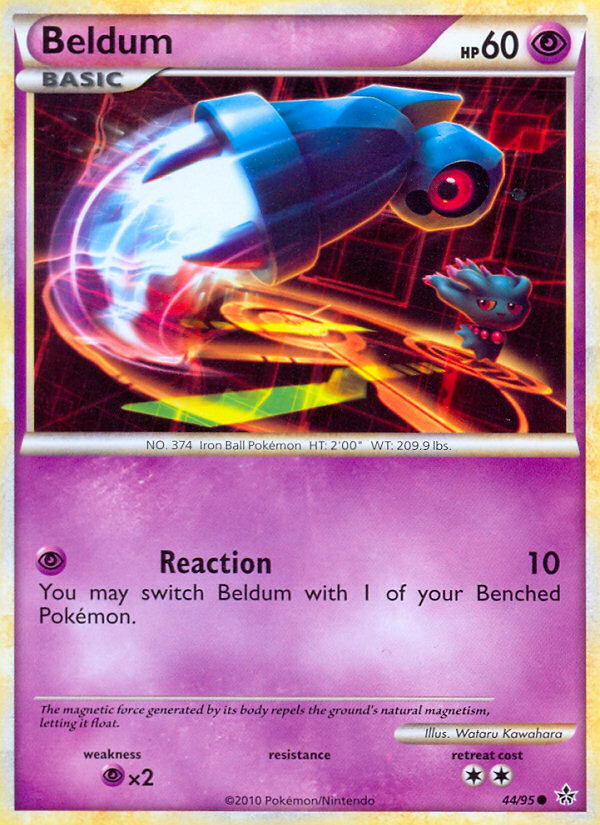 Beldum
HP60
BASIC
NO. 374 Iron Ball Pokémon HT: 2'00" WT: 209.9 lbs.
Reaction 10
You may switch Beldum with 1 of your Benched
Pokémon.
The magnetic force generated by its body repels the ground's natural magnetism,
letting it float.
Illus. Wataru Kawahara
weakness resistance retreat cost
×2
©2010 Pokémon/Nintendo 44/95